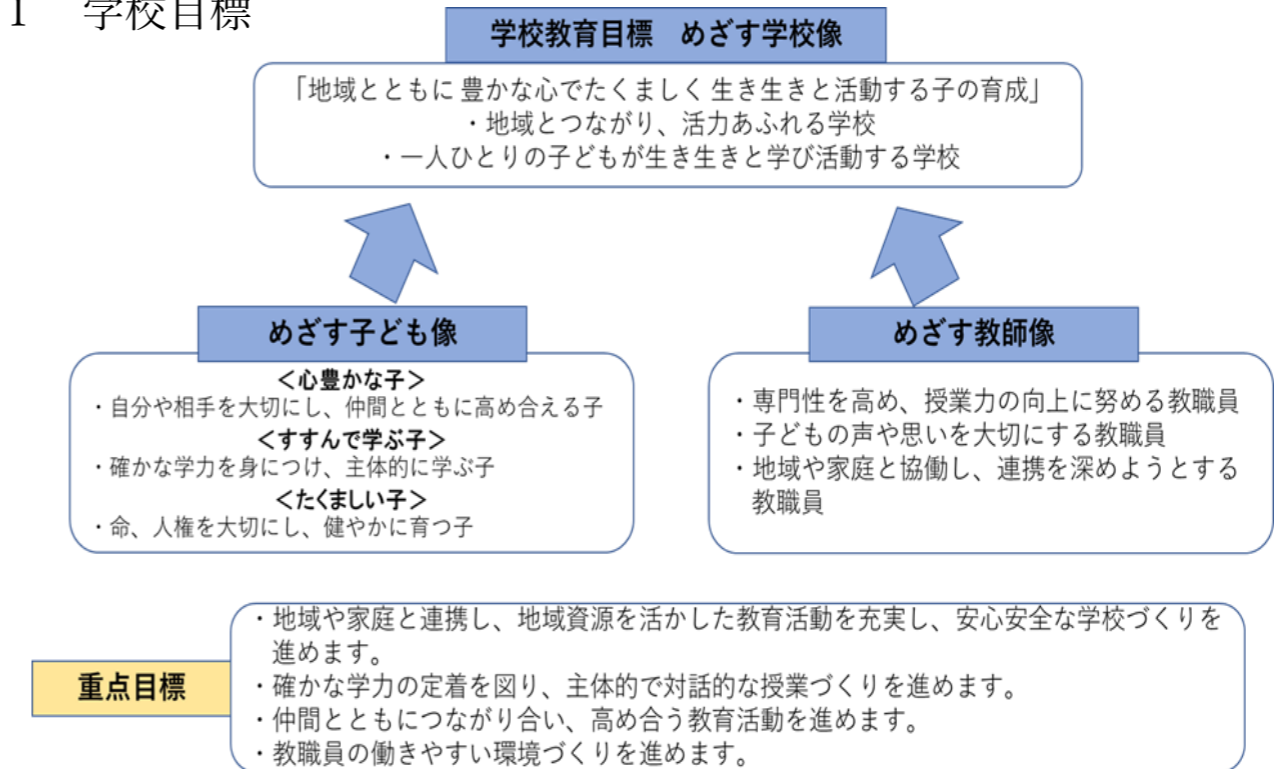 1　学校目標
学校教育目標　めざす学校像
「地域とともに 豊かな心でたくましく 生き生きと活動する子の育成」
・地域とつながり、活力あふれる学校
・一人ひとりの子どもが生き生きと学び活動する学校
めざす子ども像
＜心豊かな子＞
・自分や相手を大切にし、仲間とともに高め合える子
＜すすんで学ぶ子＞
・確かな学力を身につけ、主体的に学ぶ子
＜たくましい子＞
・命、人権を大切にし、健やかに育つ子
めざす教師像
・専門性を高め、授業力の向上に努める教職員
・子どもの声や思いを大切にする教職員
・地域や家庭と協働し、連携を深めようとする
教職員
重点目標
・地域や家庭と連携し、地域資源を活かした教育活動を充実し、安心安全な学校づくりを
進めます。
・確かな学力の定着を図り、主体的で対話的な授業づくりを進めます。
・仲間とともにつながり合い、高め合う教育活動を進めます。
・教職員の働きやすい環境づくりを進めます。